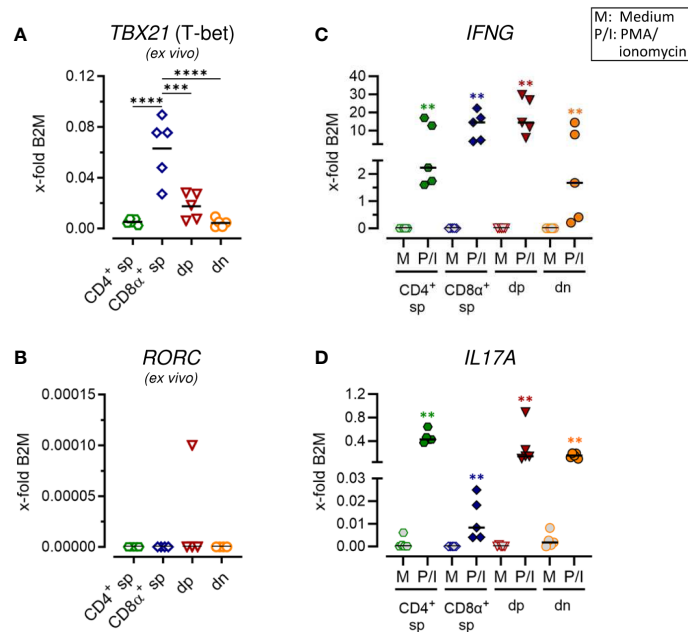 M: Medium
P/I: PMA/
ionomycin
A
TBX21 (T-bet)
(ex vivo)
x-fold B2M
0.12
0.08
0.04
0.00
****
***
****
CD4+ sp
CD8α+ sp
dp
dn
C
IFNG
x-fold B2M
40
30
20
10
2
1
0
** ** ** **
M P/I M P/I M P/I M P/I
CD4+ sp
CD8α+ sp
dp
dn
B
RORC
(ex vivo)
x-fold B2M
0.00015
0.00010
0.00005
0.00000
CD4+ sp
CD8α+ sp
dp
dn
D
IL17A
x-fold B2M
1.2
0.8
0.4
0.03
0.02
0.01
0.00
** ** ** **
M P/I M P/I M P/I M P/I
CD4+ sp
CD8α+ sp
dp
dn